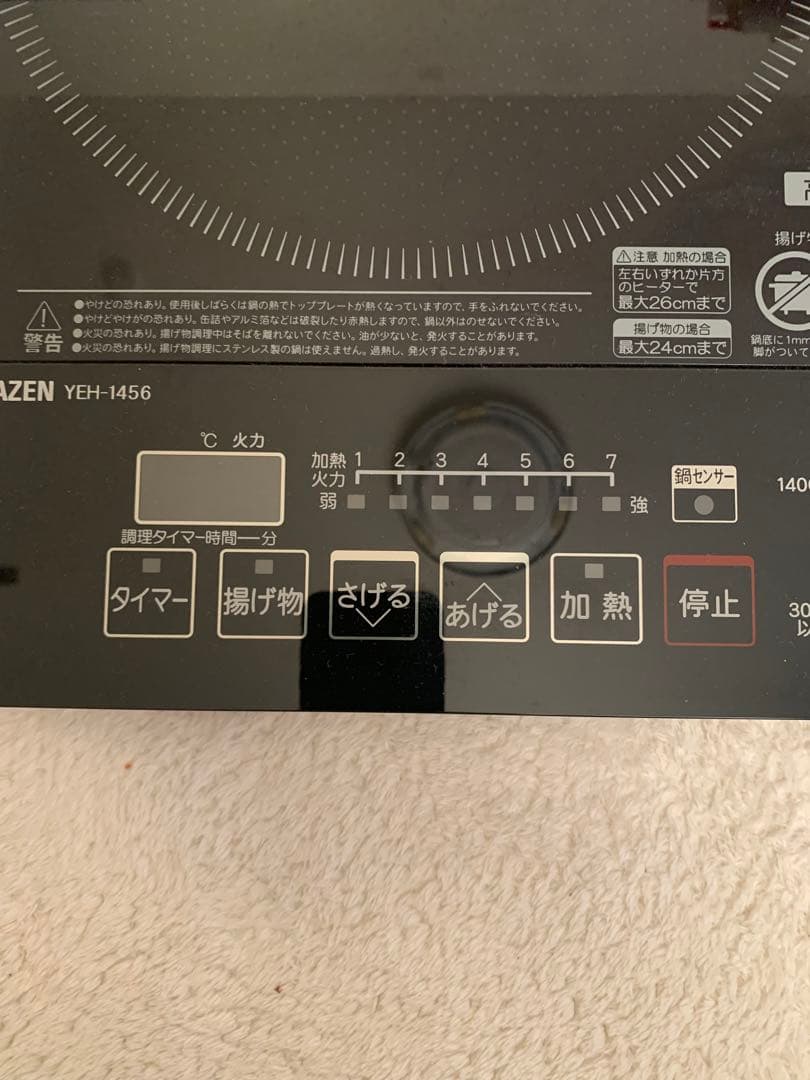 ⚠注意 加熱の場合
左右いずれか片方
のヒーターで
最大26cmまで
揚げ物の場合
最大24cmまで
揚げ物
鍋底に1mm
脚がついて
警告
●やけどの恐れあり。使用後しばらくは鍋の熱でトッププレートが熱くなっていますので、手をふれないでください。
●やけどやけがの恐れあり。缶詰やアルミ箔などは破裂したり赤熱しますので、鍋以外はのせないでください。
●火災の恐れあり。揚げ物調理中はそばを離れないでください。油が少ないと、発火することがあります。
●火災の恐れあり。揚げ物調理にステンレス製の鍋は使えません。過熱し、発火することがあります。
AZEN YEH-1456
℃ 火力
加熱
火力
1 2 3 4 5 6 7
弱 強
鍋センサー
140
調理タイマー時間―分
タイマー
揚げ物
さげる
あげる
加熱
停止
30